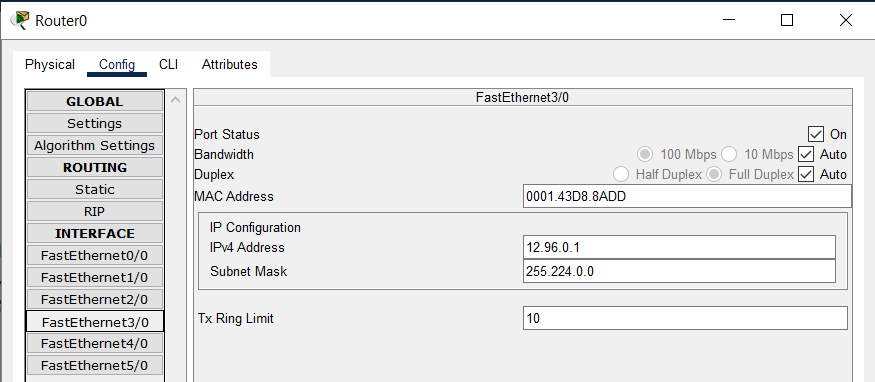 Router0
Physical Config CLI Attributes
GLOBAL
Settings
Algorithm Settings
ROUTING
Static
RIP
INTERFACE
FastEthernet0/0
FastEthernet1/0
FastEthernet2/0
FastEthernet3/0
FastEthernet4/0
FastEthernet5/0
FastEthernet3/0
Port Status On
Bandwidth 100 Mbps 10 Mbps Auto
Duplex Half Duplex Full Duplex Auto
MAC Address 0001.43D8.8ADD
IP Configuration
IPv4 Address 12.96.0.1
Subnet Mask 255.224.0.0
Tx Ring Limit 10